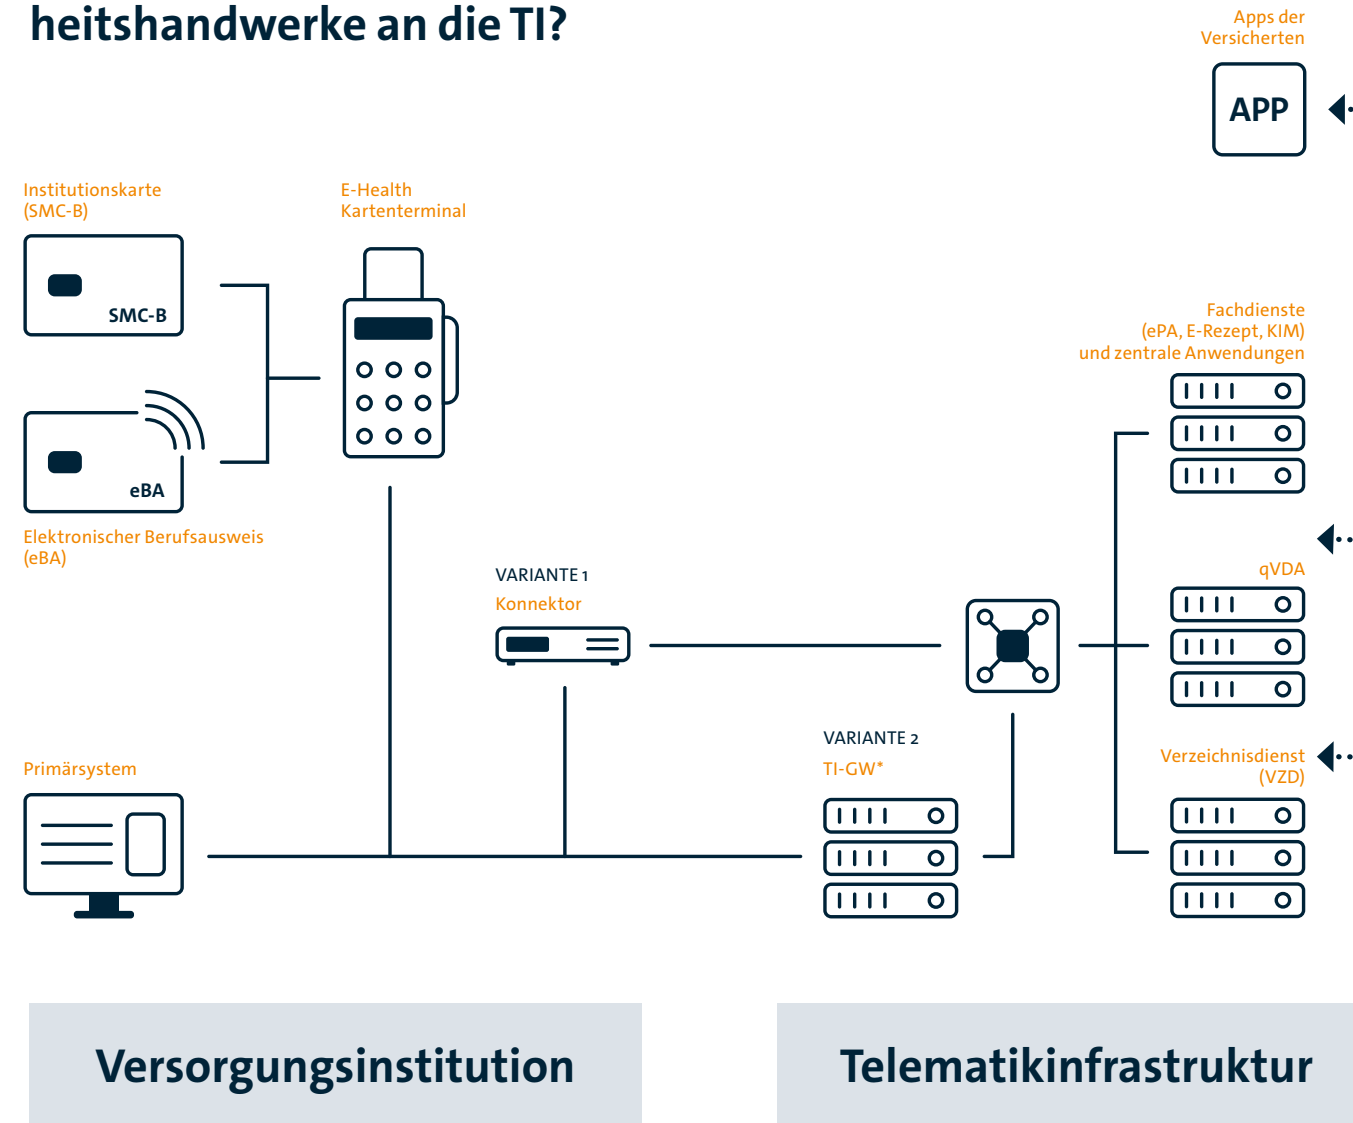 heitshandwerke an die TI?
Apps der
Versicherten
APP
Institutionskarte
(SMC-B)
SMC-B
E-Health
Kartenterminal
eBA
Elektronischer Berufsausweis
(eBA)
Fachdienste
(ePA, E-Rezept, KIM)
und zentrale Anwendungen
VARIANTE 1
Konnektor
qVDA
VARIANTE 2
TI-GW*
Verzeichnisdienst
(VZD)
Primärsystem
Versorgungsinstitution
Telematikinfrastruktur